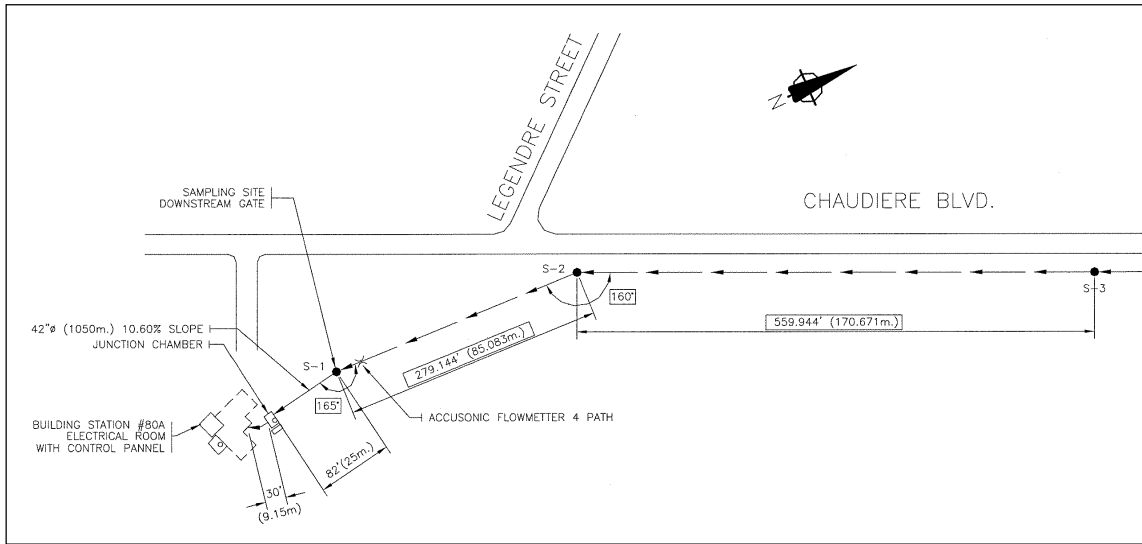 LEGENDRE STREET
N
SAMPLING SITE
DOWNSTREAM GATE
CHAUDIERE BLVD.
S-2
S-3
160°
559.944' (170.671m.)
42"ø (1050m.) 10.60% SLOPE
JUNCTION CHAMBER
S-1
279.144' (85.083m.)
165°
ACCUSONIC FLOWMETTER 4 PATH
BUILDING STATION #80A
ELECTRICAL ROOM
WITH CONTROL PANNEL
82'(25m.)
30'
(9.15m)